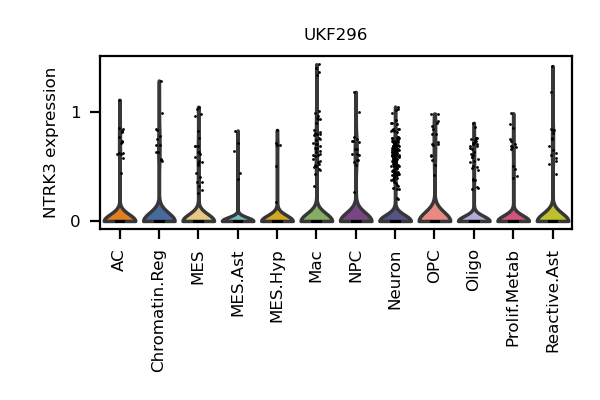 UKF296
NTRK3 expression
1
0
AC
Chromatin.Reg
MES
MES.Ast
MES.Hyp
Mac
NPC
Neuron
OPC
Oligo
Prolif.Metab
Reactive.Ast